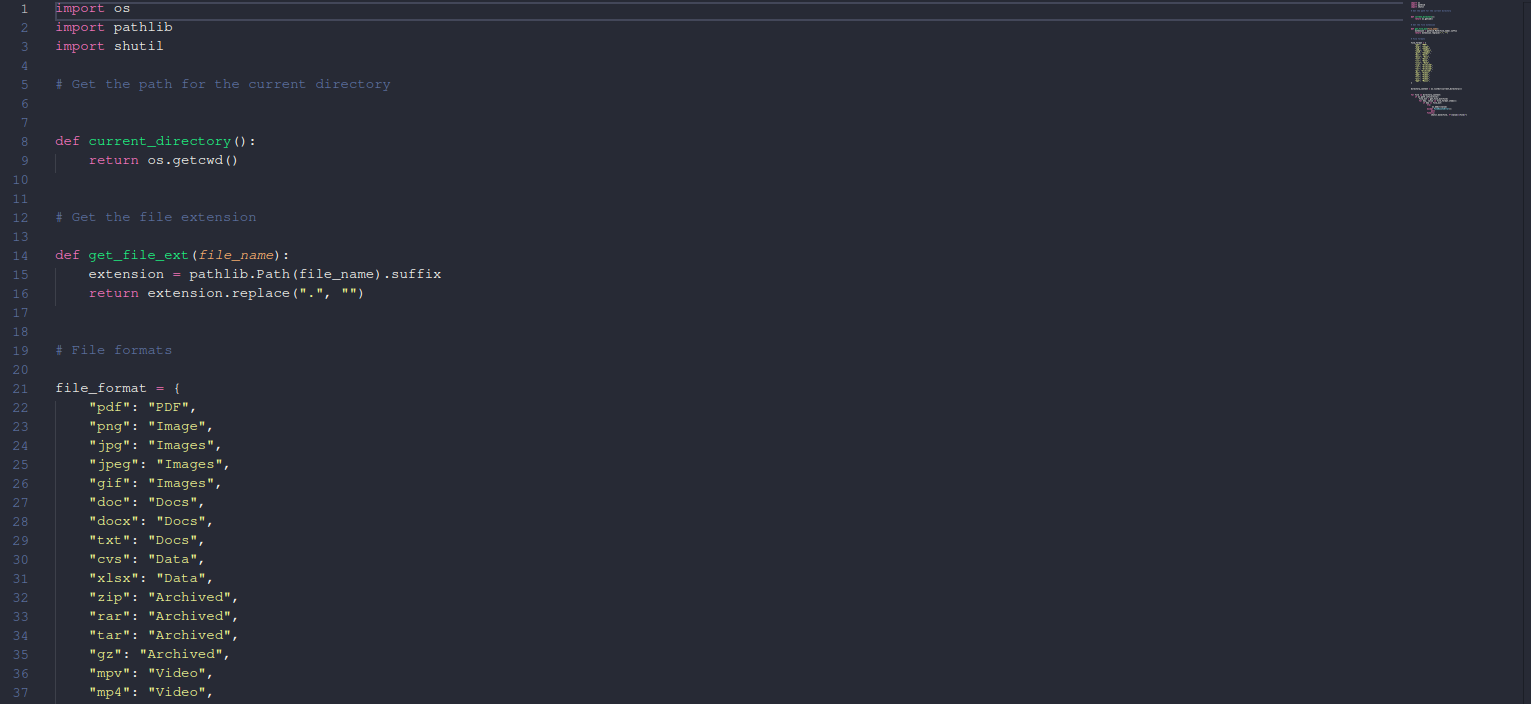 1 import os
2 import pathlib
3 import shutil
4
5 # Get the path for the current directory
6
7
8 def current_directory():
9     return os.getcwd()
10
11
12 # Get the file extension
13
14 def get_file_ext(file_name):
15     extension = pathlib.Path(file_name).suffix
16     return extension.replace(".", "")
17
18
19 # File formats
20
21 file_format = {
22     "pdf": "PDF",
23     "png": "Image",
24     "jpg": "Images",
25     "jpeg": "Images",
26     "gif": "Images",
27     "doc": "Docs",
28     "docx": "Docs",
29     "txt": "Docs",
30     "cvs": "Data",
31     "xlsx": "Data",
32     "zip": "Archived",
33     "rar": "Archived",
34     "tar": "Archived",
35     "gz": "Archived",
36     "mpv": "Video",
37     "mp4": "Video",